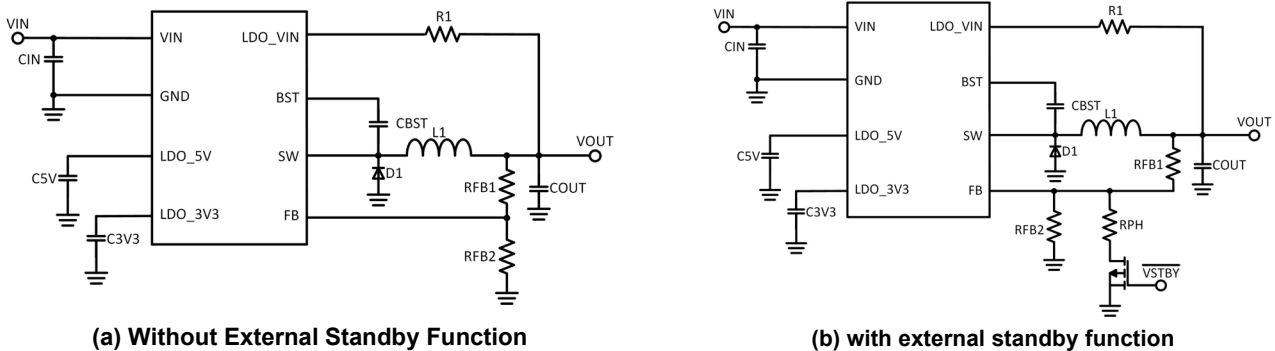 VIN
CIN
VIN
GND
LDO_5V
LDO_3V3
C5V
C3V3
LDO_VIN
BST
SW
FB
R1
CBST
L1
D1
RFB1
RFB2
COUT
VOUT
(a) Without External Standby Function
VIN
CIN
VIN
GND
LDO_5V
LDO_3V3
C5V
C3V3
LDO_VIN
BST
SW
FB
R1
CBST
L1
D1
RFB1
RFB2
RPH
COUT
VOUT
VSTBY
(b) with external standby function